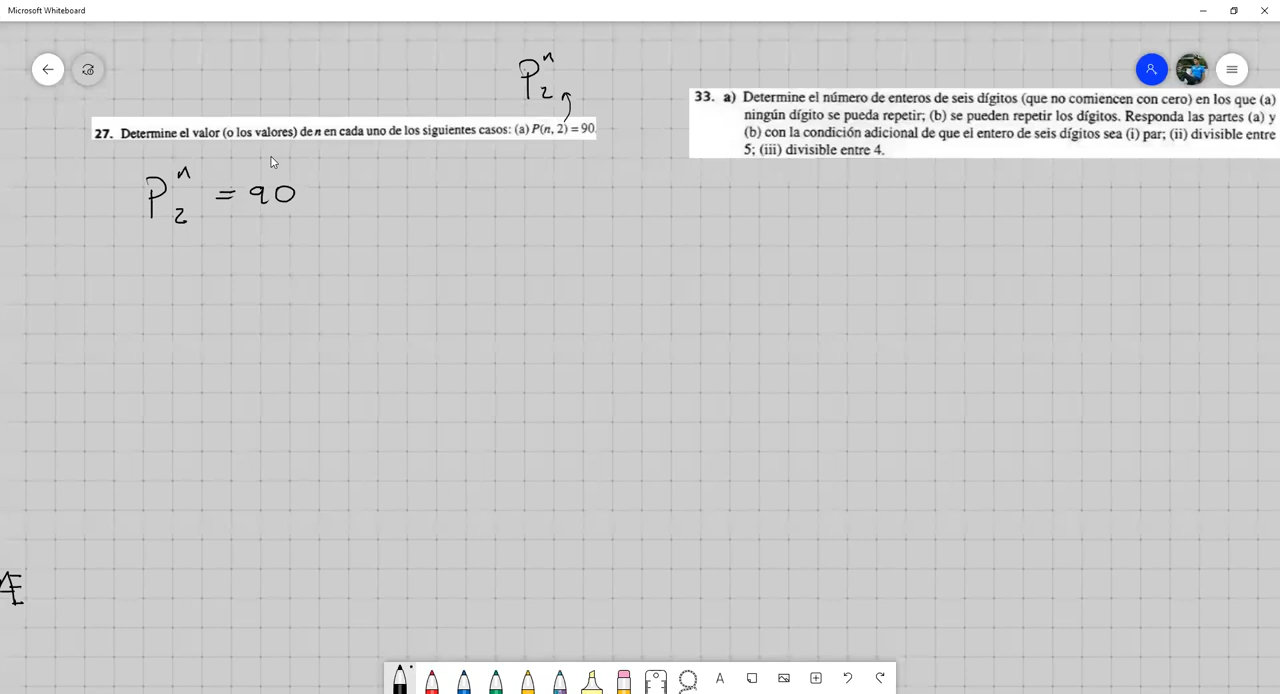 Microsoft Whiteboard
P n 2
27. Determine el valor (o los valores) de n en cada uno de los siguientes casos: (a) P(n, 2) = 90.
P n 2 = 90
33. a) Determine el número de enteros de seis dígitos (que no comiencen con cero) en los que (a)
ningún dígito se pueda repetir; (b) se pueden repetir los dígitos. Responda las partes (a) y
(b) con la condición adicional de que el entero de seis dígitos sea (i) par; (ii) divisible entre
5; (iii) divisible entre 4.
A